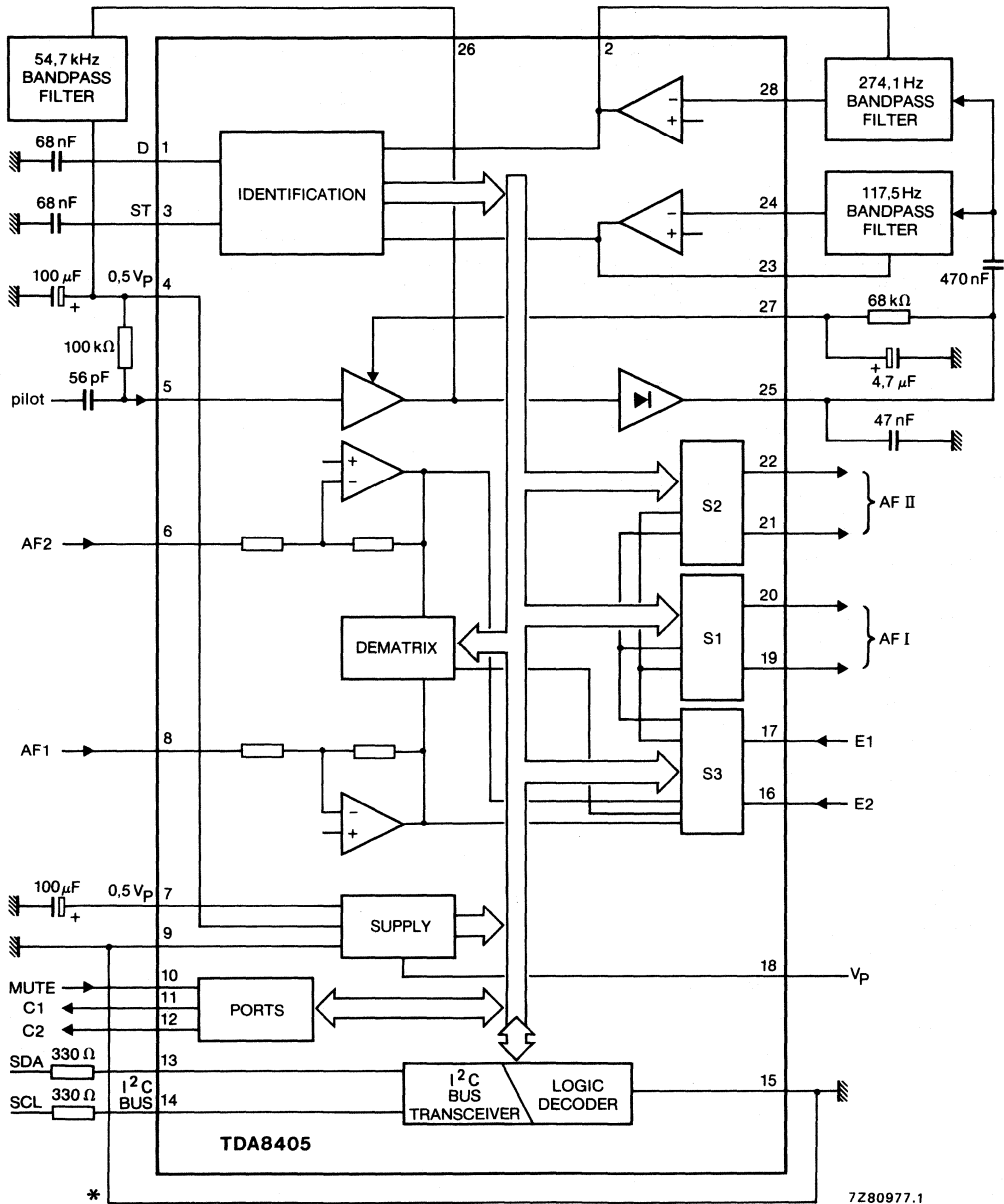 54,7 kHz
BANDPASS
FILTER
26
2
274,1 Hz
BANDPASS
FILTER
28
-
+
68 nF
D
1
IDENTIFICATION
68 nF
ST
3
24
-
+
117,5 Hz
BANDPASS
FILTER
23
470 nF
100 µF
+
0,5 VP
4
27
68 kΩ
100 kΩ
+
4,7 µF
56 pF
pilot
5
25
47 nF
+
-
22
S2
AF II
21
AF2
6
20
S1
AF I
19
DEMATRIX
17
E1
S3
16
E2
AF1
8
-
+
100 µF
+
0,5 VP
7
SUPPLY
9
18
VP
MUTE
10
C1
11
PORTS
C2
12
SDA
330 Ω
13
I2C
BUS
SCL
330 Ω
14
I2C
BUS
TRANSCEIVER
LOGIC
DECODER
15
TDA8405
*
7Z80977.1